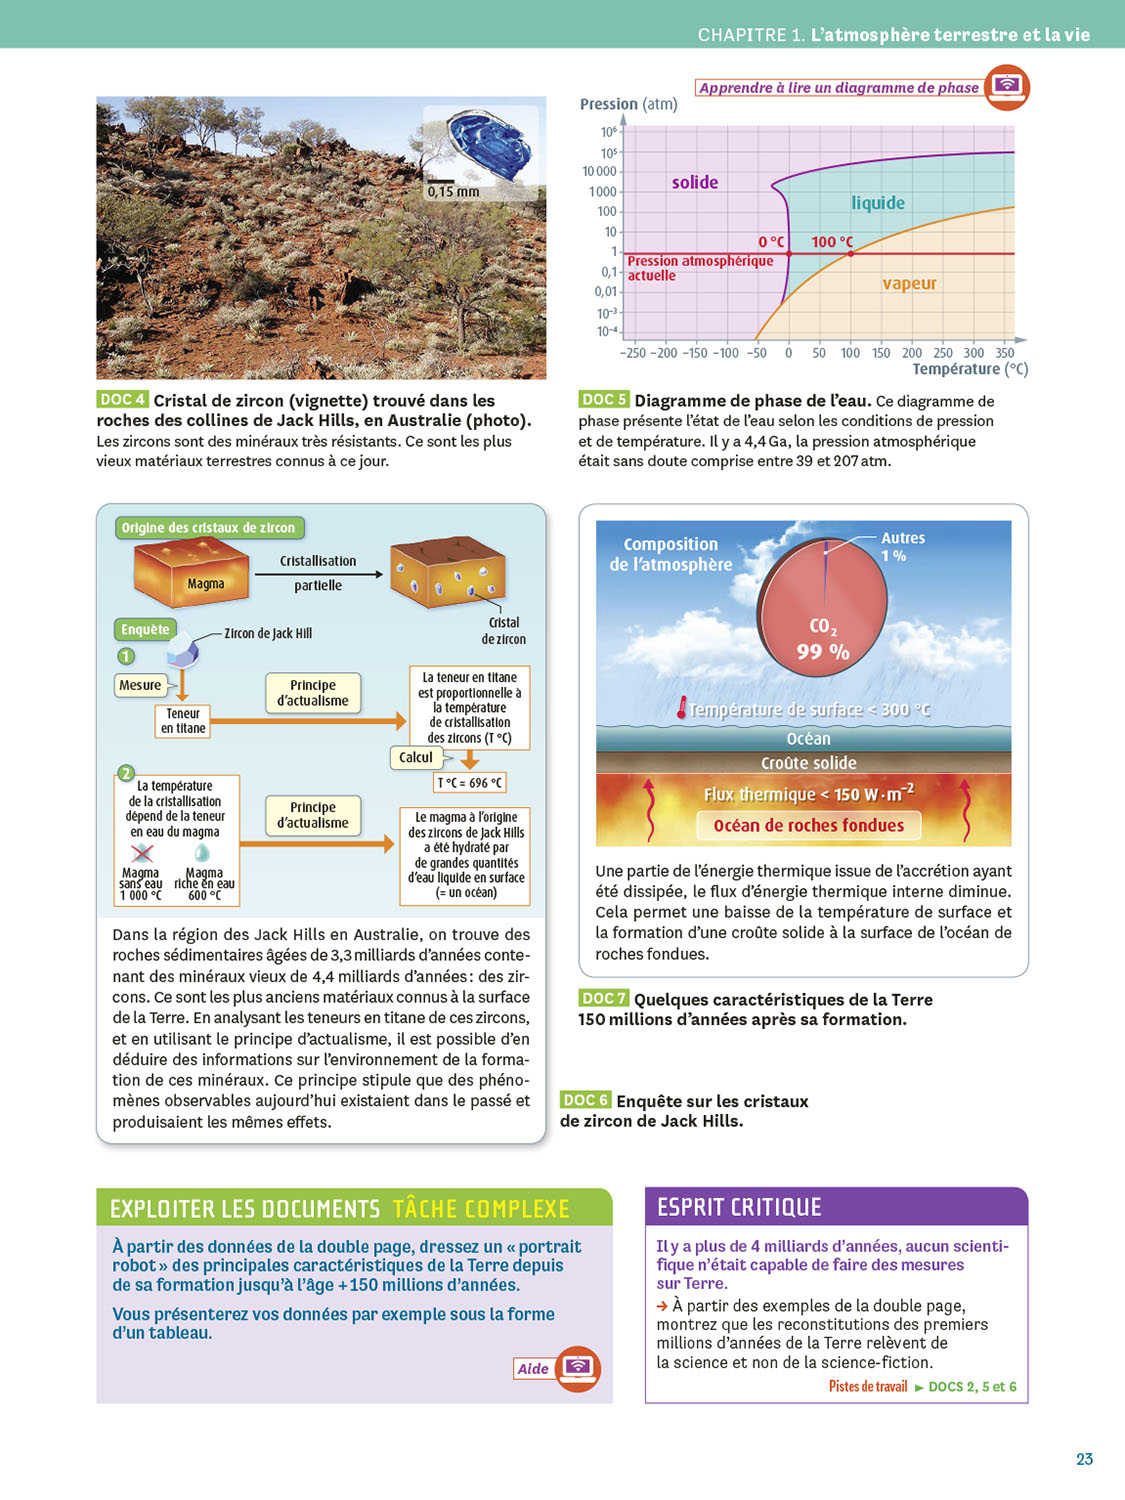 CHAPITRE 1. L'atmosphère terrestre et la vie
0,15 mm
DOC 4 Cristal de zircon (vignette) trouvé dans les
roches des collines de Jack Hills, en Australie (photo).
Les zircons sont des minéraux très résistants. Ce sont les plus
vieux matériaux terrestres connus à ce jour.
Apprendre à lire un diagramme de phase
Pression (atm)
10⁶
10⁵
10 000
1 000
100
10
1
0,1
0,01
10⁻³
10⁻⁴
solide
liquide
vapeur
0 °C
100 °C
Pression atmosphérique
actuelle
−250 −200 −150 −100 −50 0 50 100 150 200 250 300 350
Température (°C)
DOC 5 Diagramme de phase de l'eau. Ce diagramme de
phase présente l'état de l'eau selon les conditions de pression
et de température. Il y a 4,4 Ga, la pression atmosphérique
était sans doute comprise entre 39 et 207 atm.
Origine des cristaux de zircon
Magma
Cristallisation
partielle
Cristal
de zircon
Enquête
Zircon de Jack Hill
1
Mesure
Teneur
en titane
Principe
d'actualisme
La teneur en titane
est proportionnelle à
la température
de cristallisation
des zircons (T °C)
Calcul
T °C = 696 °C
2
La température
de la cristallisation
dépend de la teneur
en eau du magma
Magma
sans eau
1 000 °C
Magma
riche en eau
600 °C
Principe
d'actualisme
Le magma à l'origine
des zircons de Jack Hills
a été hydraté par
de grandes quantités
d'eau liquide en surface
(= un océan)
Dans la région des Jack Hills en Australie, on trouve des
roches sédimentaires âgées de 3,3 milliards d'années conte-
nant des minéraux vieux de 4,4 milliards d'années : des zir-
cons. Ce sont les plus anciens matériaux connus à la surface
de la Terre. En analysant les teneurs en titane de ces zircons,
et en utilisant le principe d'actualisme, il est possible d'en
déduire des informations sur l'environnement de la forma-
tion de ces minéraux. Ce principe stipule que des phéno-
mènes observables aujourd'hui existaient dans le passé et
produisaient les mêmes effets.
Composition
de l'atmosphère
Autres
1 %
CO₂
99 %
Température de surface < 300 °C
Océan
Croûte solide
Flux thermique < 150 W·m⁻²
Océan de roches fondues
Une partie de l'énergie thermique issue de l'accrétion ayant
été dissipée, le flux d'énergie thermique interne diminue.
Cela permet une baisse de la température de surface et
la formation d'une croûte solide à la surface de l'océan de
roches fondues.
DOC 7 Quelques caractéristiques de la Terre
150 millions d'années après sa formation.
DOC 6 Enquête sur les cristaux
de zircon de Jack Hills.
EXPLOITER LES DOCUMENTS TÂCHE COMPLEXE
À partir des données de la double page, dressez un « portrait
robot » des principales caractéristiques de la Terre depuis
de sa formation jusqu'à l'âge +150 millions d'années.
Vous présenterez vos données par exemple sous la forme
d'un tableau.
Aide
ESPRIT CRITIQUE
Il y a plus de 4 milliards d'années, aucun scienti-
fique n'était capable de faire des mesures
sur Terre.
→ À partir des exemples de la double page,
montrez que les reconstitutions des premiers
millions d'années de la Terre relèvent de
la science et non de la science-fiction.
Pistes de travail ► DOCS 2, 5 et 6
23